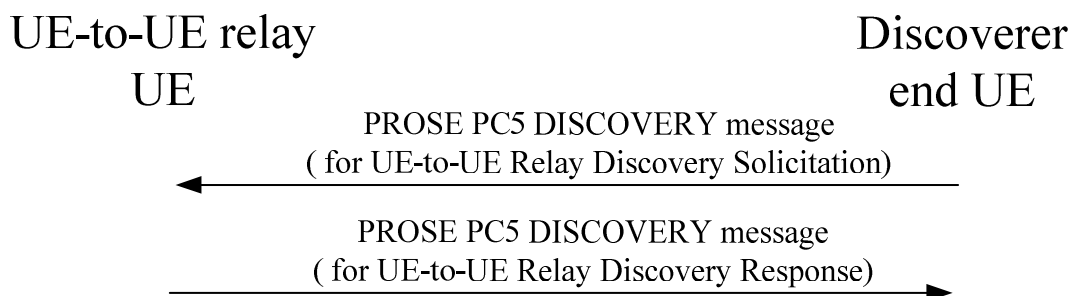 UE-to-UE relay
UE
Discoverer
end UE
PROSE PC5 DISCOVERY message
( for UE-to-UE Relay Discovery Solicitation)
PROSE PC5 DISCOVERY message
( for UE-to-UE Relay Discovery Response)